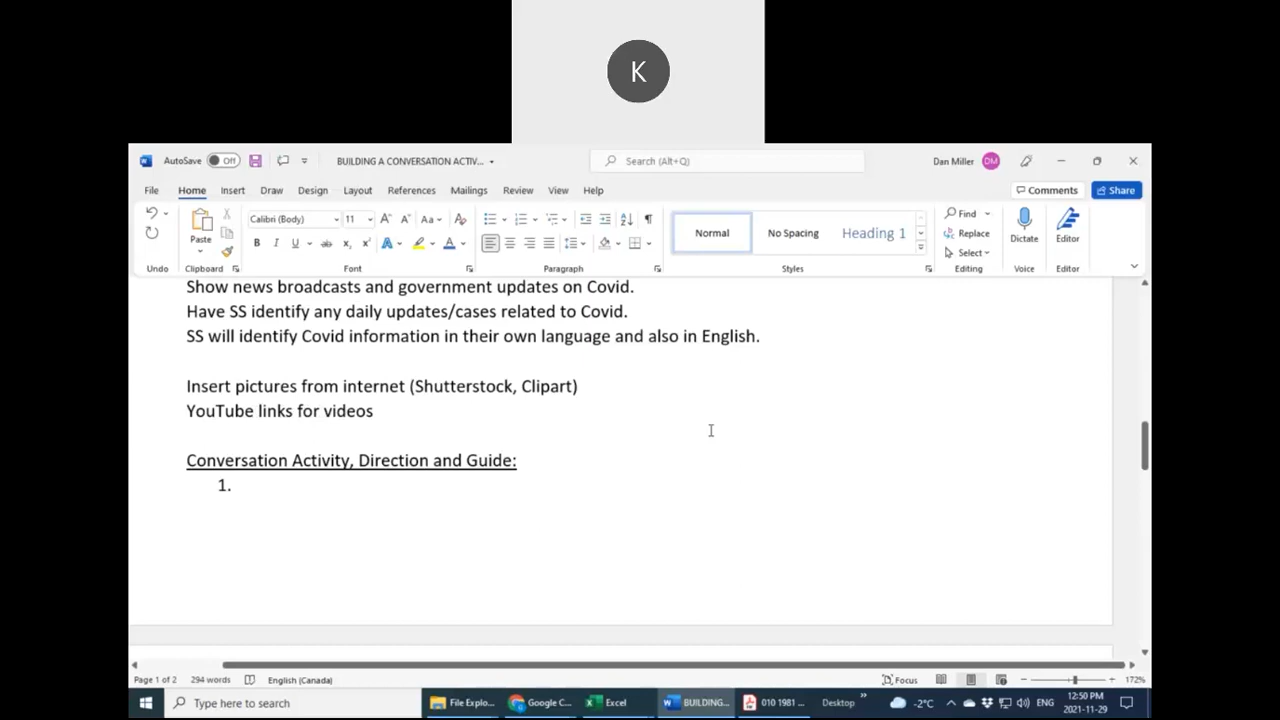 K
AutoSave Off BUILDING A CONVERSATION ACTIV... Search (Alt+Q) Dan Miller DM
File Home Insert Draw Design Layout References Mailings Review View Help Comments Share
Calibri (Body) 11 Aa Find
Paste Normal No Spacing Heading 1 Replace Dictate Editor
B I U ab x₂ x² A A Select
Undo Clipboard Font Paragraph Styles Editing Voice Editor
Show news broadcasts and government updates on Covid.
Have SS identify any daily updates/cases related to Covid.
SS will identify Covid information in their own language and also in English.
Insert pictures from internet (Shutterstock, Clipart)
YouTube links for videos
Conversation Activity, Direction and Guide:
1.
Page 1 of 2 294 words English (Canada) Focus 172%
Type here to search File Explo... Google C... Excel BUILDING... 010 1981 ... Desktop -2°C ENG 12:50 PM
2021-11-29